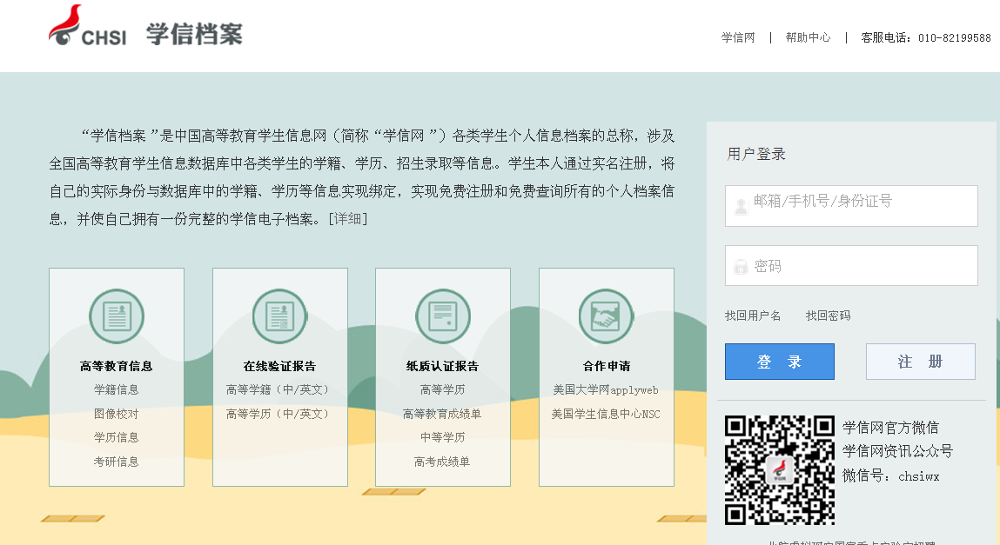 CHSI 学信档案
学信网 | 帮助中心 | 客服电话：010-82199588
“学信档案 ”是中国高等教育学生信息网（简称“学信网 ”）各类学生个人信息档案的总称，涉及
全国高等教育学生信息数据库中各类学生的学籍、学历、招生录取等信息。学生本人通过实名注册，将
自己的实际身份与数据库中的学籍、学历等信息实现绑定，实现免费注册和免费查询所有的个人档案信
息，并使自己拥有一份完整的学信电子档案。[详细]
高等教育信息
学籍信息
图像校对
学历信息
考研信息
在线验证报告
高等学籍（中/英文）
高等学历（中/英文）
纸质认证报告
高等学历
高等教育成绩单
中等学历
高考成绩单
合作申请
美国大学网applyweb
美国学生信息中心NSC
用户登录
邮箱/手机号/身份证号
密码
找回用户名 找回密码
登 录 注 册
学信网官方微信
学信网资讯公众号
微信号：chsiwx